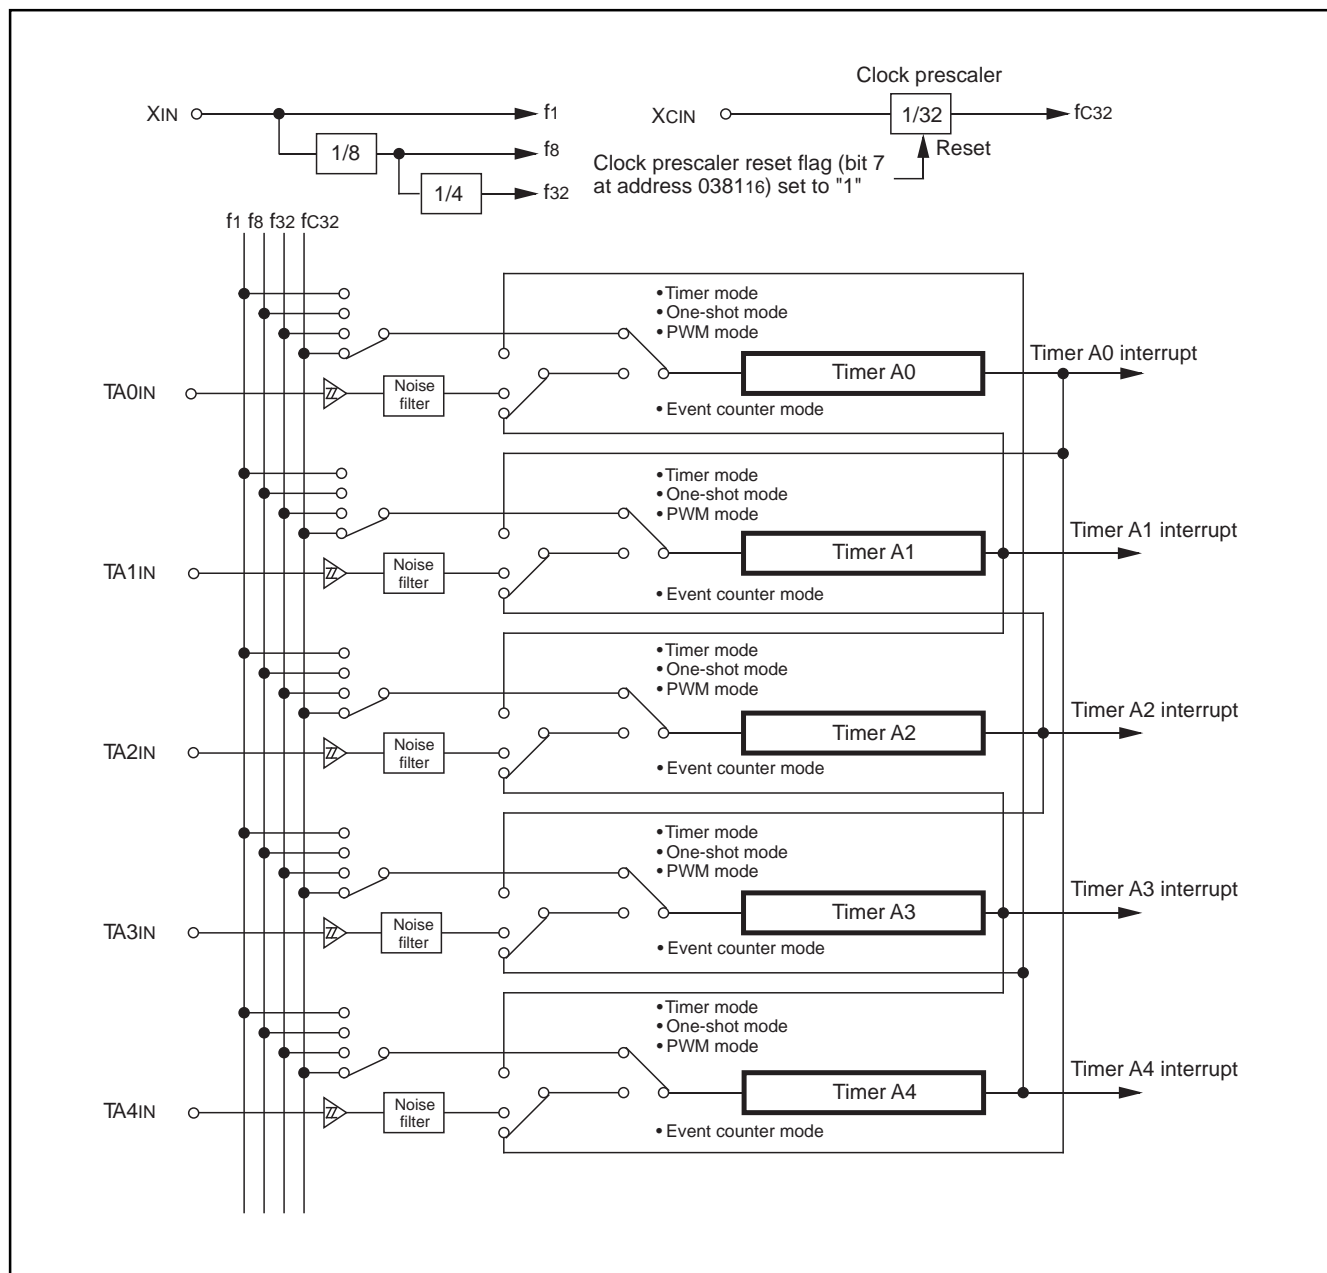 Clock prescaler
XIN
f1
XCIN
1/32
fC32
1/8
f8
Reset
Clock prescaler reset flag (bit 7
at address 038116) set to "1"
1/4
f32
f1 f8 f32 fC32
• Timer mode
• One-shot mode
• PWM mode
Timer A0 interrupt
Timer A0
TA0IN
Noise
filter
• Event counter mode
• Timer mode
• One-shot mode
• PWM mode
Timer A1 interrupt
Timer A1
TA1IN
Noise
filter
• Event counter mode
• Timer mode
• One-shot mode
• PWM mode
Timer A2 interrupt
Timer A2
TA2IN
Noise
filter
• Event counter mode
• Timer mode
• One-shot mode
• PWM mode
Timer A3 interrupt
Timer A3
TA3IN
Noise
filter
• Event counter mode
• Timer mode
• One-shot mode
• PWM mode
Timer A4 interrupt
Timer A4
TA4IN
Noise
filter
• Event counter mode